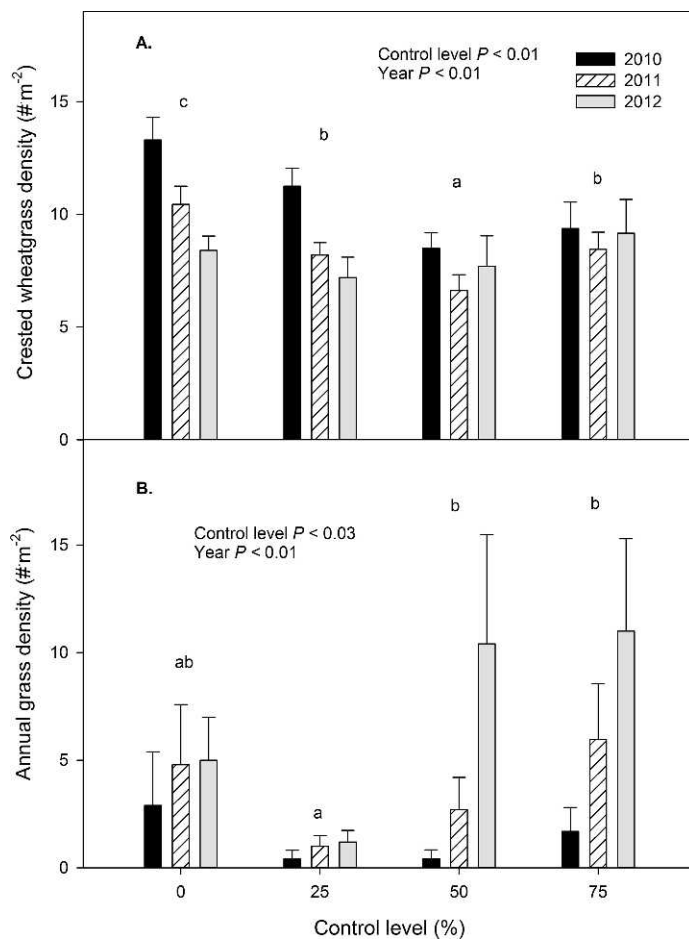 A.
Control level P < 0.01
Year P < 0.01
2010
2011
2012
Crested wheatgrass density (#·m-2)
15
10
5
0
c
b
a
b
B.
Control level P < 0.03
Year P < 0.01
Annual grass density (#·m-2)
15
10
5
0
ab
a
b
b
0 25 50 75
Control level (%)